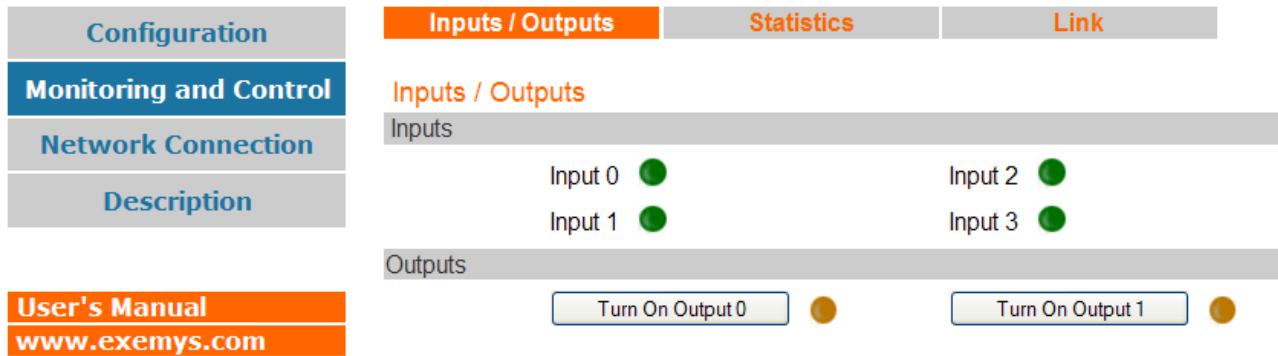 Configuration
Monitoring and Control
Network Connection
Description
User's Manual
www.exemys.com
Inputs / Outputs
Statistics
Link
Inputs / Outputs
Inputs
Input 0
Input 2
Input 1
Input 3
Outputs
Turn On Output 0
Turn On Output 1